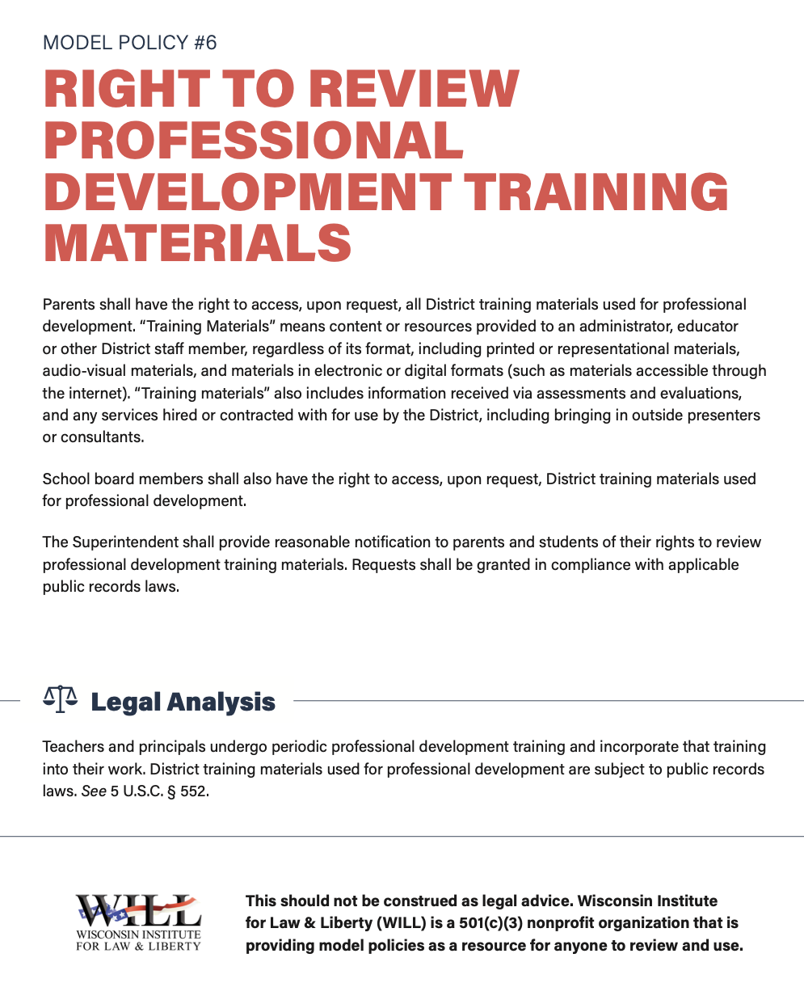 MODEL POLICY #6
RIGHT TO REVIEW
PROFESSIONAL
DEVELOPMENT TRAINING
MATERIALS
Parents shall have the right to access, upon request, all District training materials used for professional
development. “Training Materials” means content or resources provided to an administrator, educator
or other District staff member, regardless of its format, including printed or representational materials,
audio-visual materials, and materials in electronic or digital formats (such as materials accessible through
the internet). “Training materials” also includes information received via assessments and evaluations,
and any services hired or contracted with for use by the District, including bringing in outside presenters
or consultants.
School board members shall also have the right to access, upon request, District training materials used
for professional development.
The Superintendent shall provide reasonable notification to parents and students of their rights to review
professional development training materials. Requests shall be granted in compliance with applicable
public records laws.
Legal Analysis
Teachers and principals undergo periodic professional development training and incorporate that training
into their work. District training materials used for professional development are subject to public records
laws. See 5 U.S.C. § 552.
WILL
WISCONSIN INSTITUTE
FOR LAW & LIBERTY
This should not be construed as legal advice. Wisconsin Institute
for Law & Liberty (WILL) is a 501(c)(3) nonprofit organization that is
providing model policies as a resource for anyone to review and use.